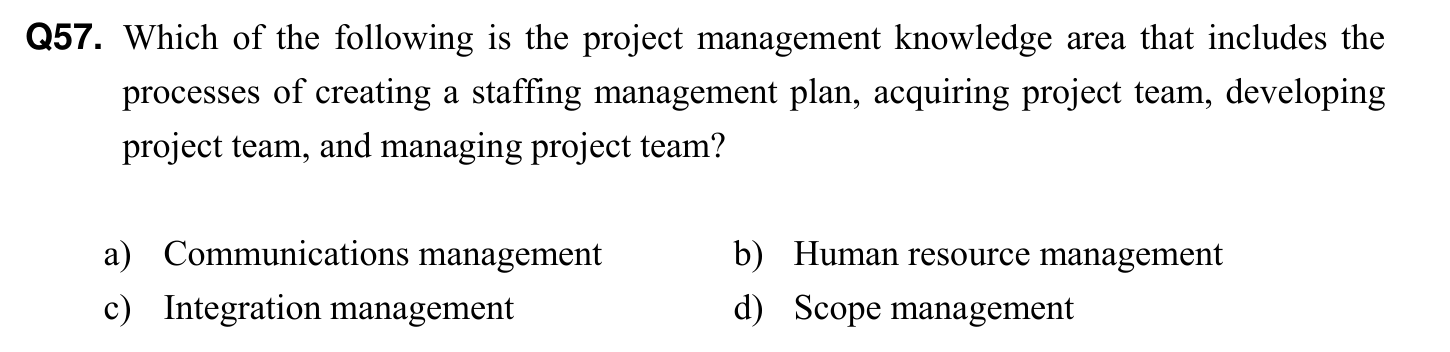 Q57. Which of the following is the project management knowledge area that includes the
processes of creating a staffing management plan, acquiring project team, developing
project team, and managing project team?
a) Communications management b) Human resource management
c) Integration management d) Scope management